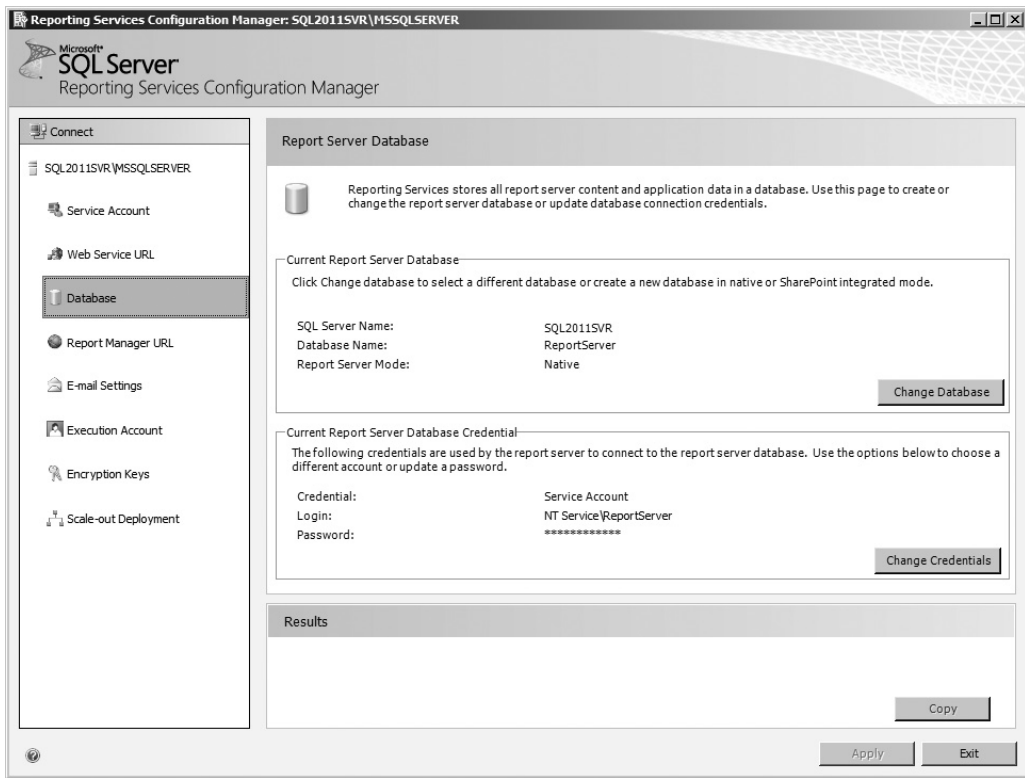 Reporting Services Configuration Manager: SQL2011SVR\MSSQLSERVER
Microsoft®
SQL Server
Reporting Services Configuration Manager
Connect
SQL2011SVR\MSSQLSERVER
Service Account
Web Service URL
Database
Report Manager URL
E-mail Settings
Execution Account
Encryption Keys
Scale-out Deployment
Report Server Database
Reporting Services stores all report server content and application data in a database. Use this page to create or
change the report server database or update database connection credentials.
Current Report Server Database
Click Change database to select a different database or create a new database in native or SharePoint integrated mode.
SQL Server Name: SQL2011SVR
Database Name: ReportServer
Report Server Mode: Native
Change Database
Current Report Server Database Credential
The following credentials are used by the report server to connect to the report server database. Use the options below to choose a
different account or update a password.
Credential: Service Account
Login: NT Service\ReportServer
Password: ************
Change Credentials
Results
Copy
Apply
Exit